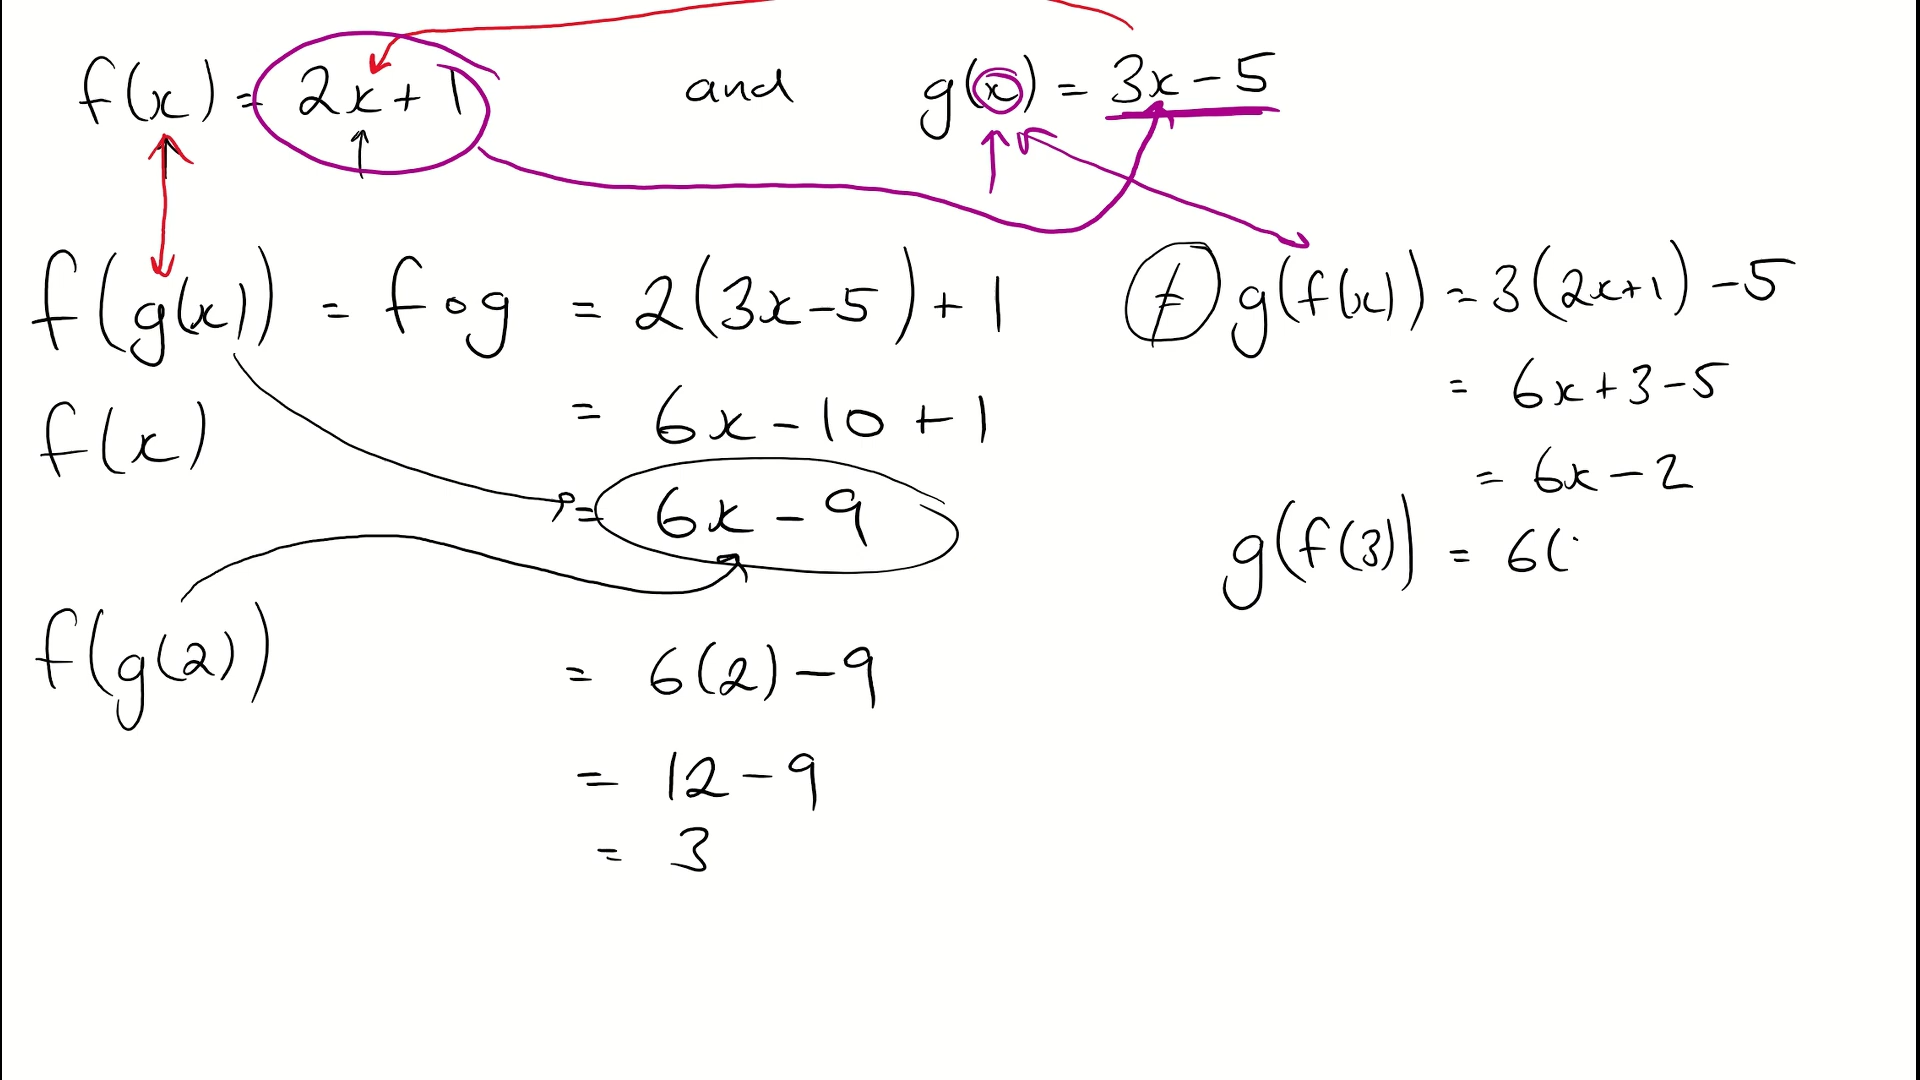 f(x) = 2x+1 and g(x) = 3x-5
f(g(x)) = f∘g = 2(3x-5)+1 ≠ g(f(x)) = 3(2x+1)-5
= 6x+3-5
f(x) = 6x-10+1
= 6x-2
= 6x-9
g(f(3)) = 6(
f(g(2)) = 6(2)-9
= 12-9
= 3